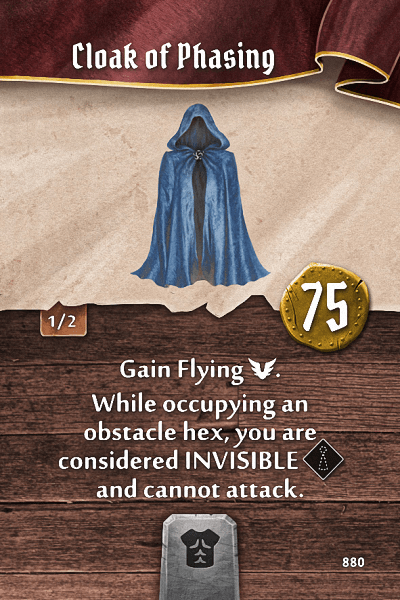 Cloak of Phasing
75
1/2
Gain Flying.
While occupying an
obstacle hex, you are
considered INVISIBLE
and cannot attack.
880